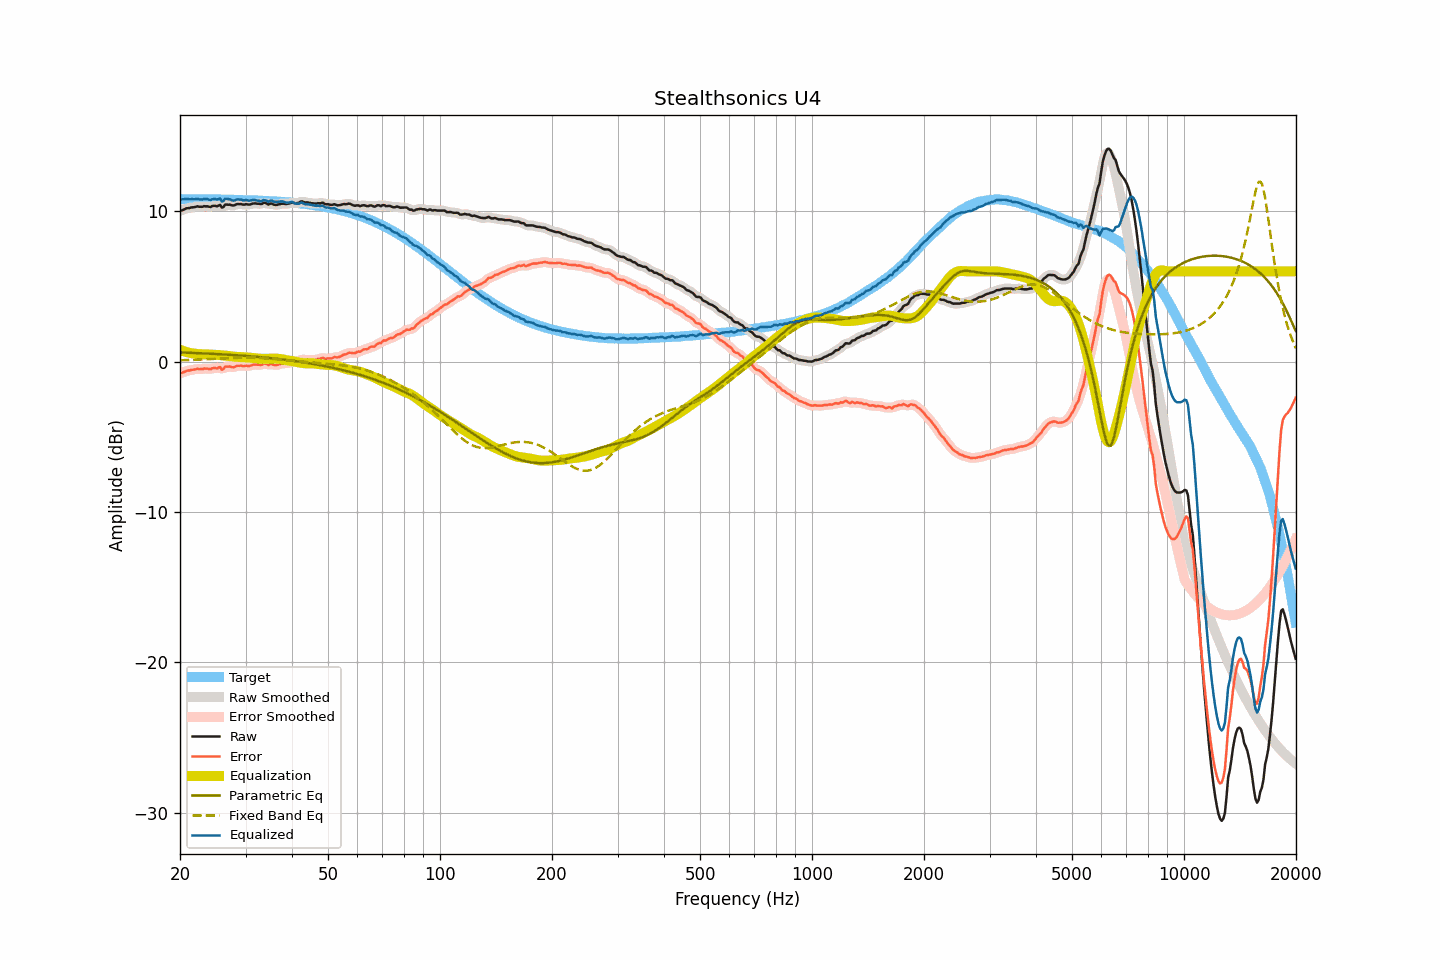 Stealthsonics U4
Amplitude (dBr)
10
0
−10
−20
−30
Target
Raw Smoothed
Error Smoothed
Raw
Error
Equalization
Parametric Eq
Fixed Band Eq
Equalized
20 50 100 200 500 1000 2000 5000 10000 20000
Frequency (Hz)